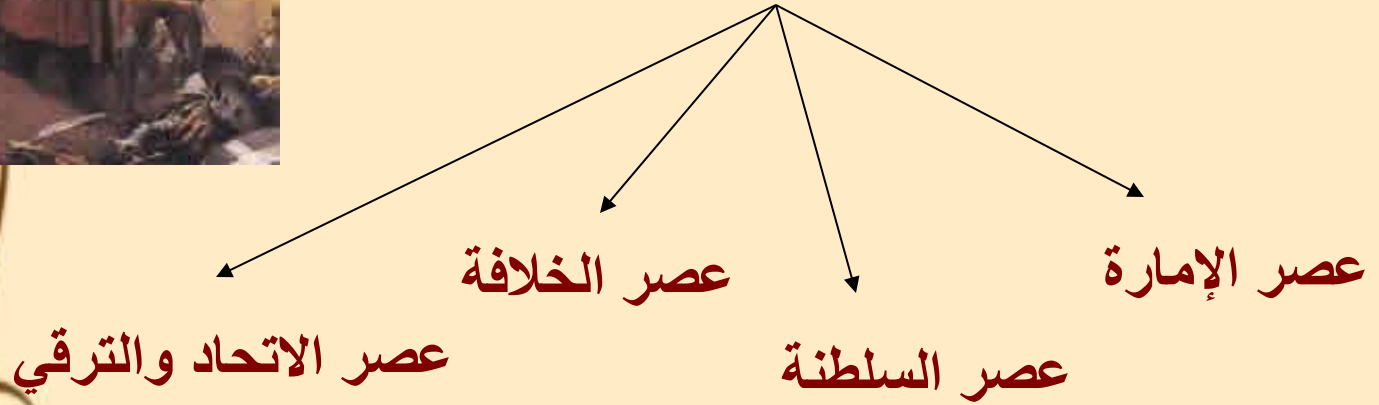 عصر الإمارة
عصر السلطنة
عصر الخلافة
عصر الاتحاد والترقي